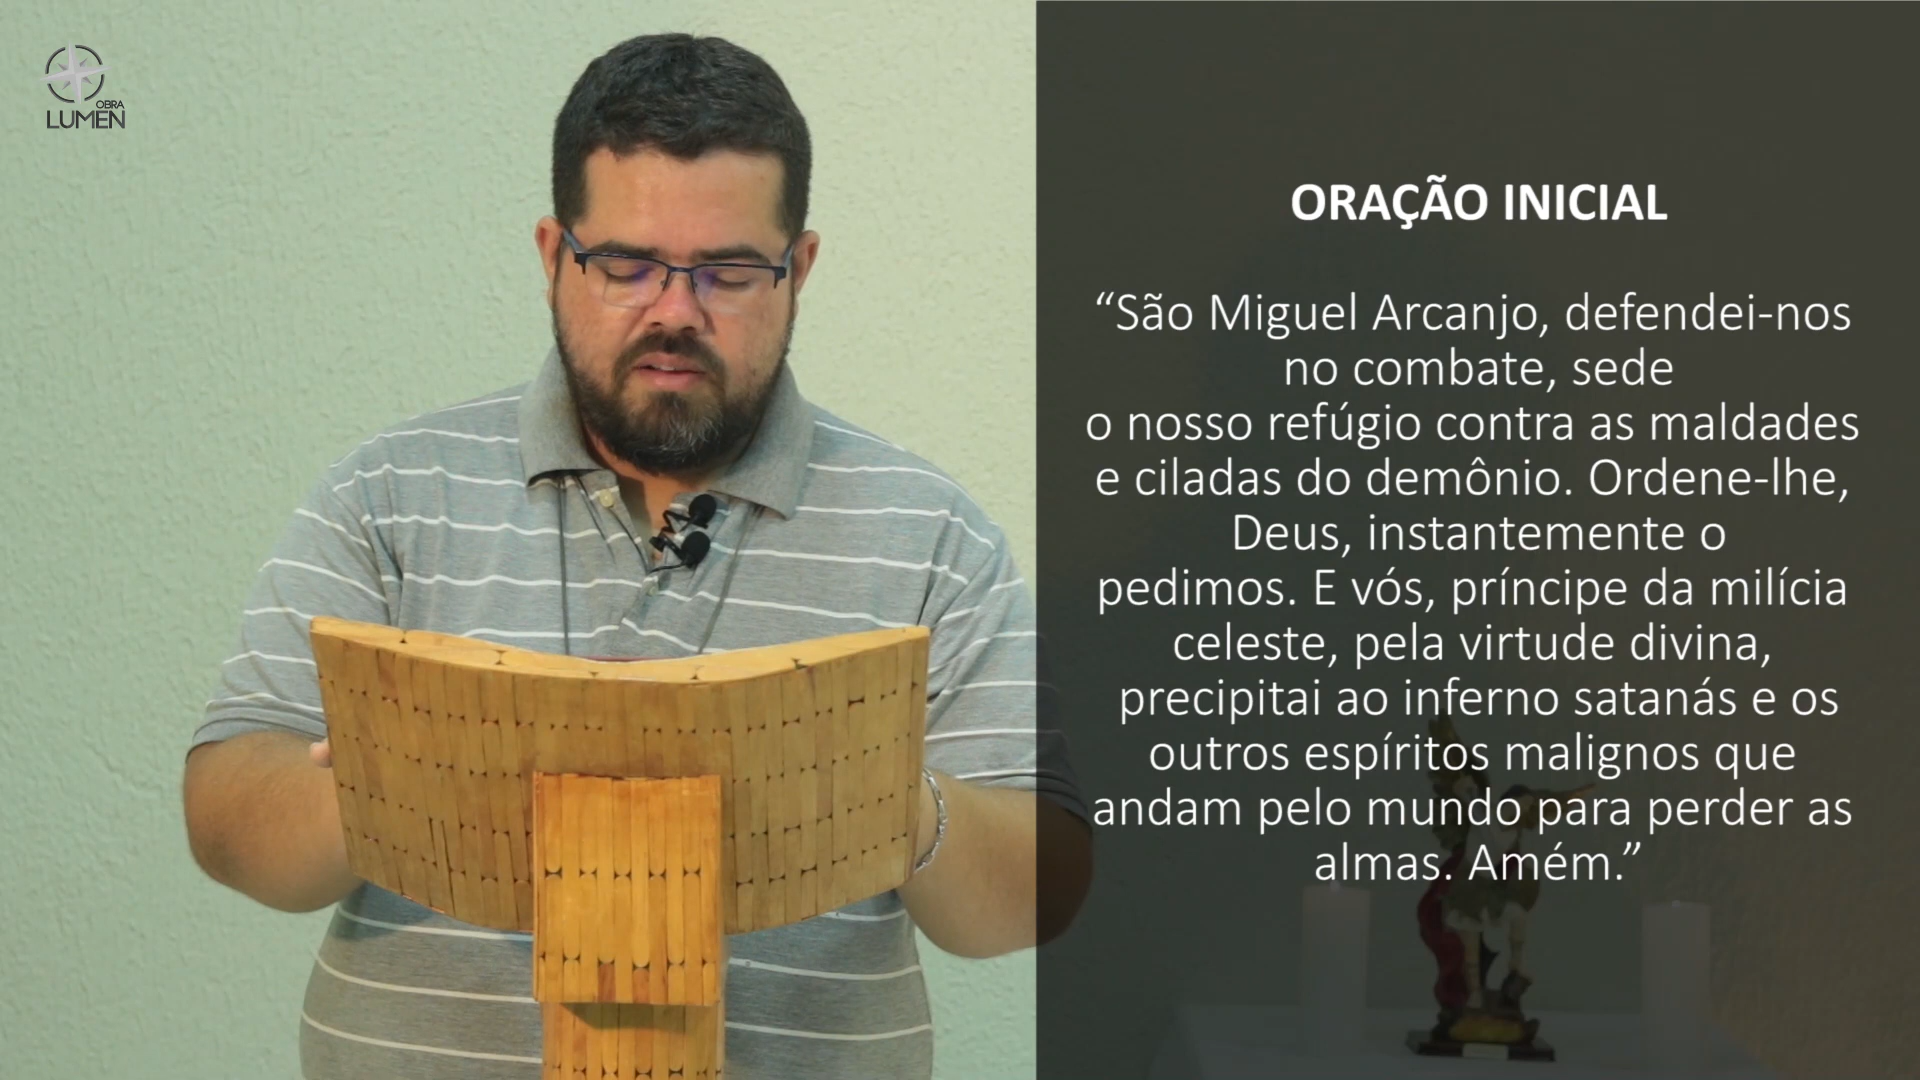 OBRA
LUMEN
ORAÇÃO INICIAL
“São Miguel Arcanjo, defendei-nos
no combate, sede
o nosso refúgio contra as maldades
e ciladas do demônio. Ordene-lhe,
Deus, instantemente o
pedimos. E vós, príncipe da milícia
celeste, pela virtude divina,
precipitai ao inferno satanás e os
outros espíritos malignos que
andam pelo mundo para perder as
almas. Amém.”